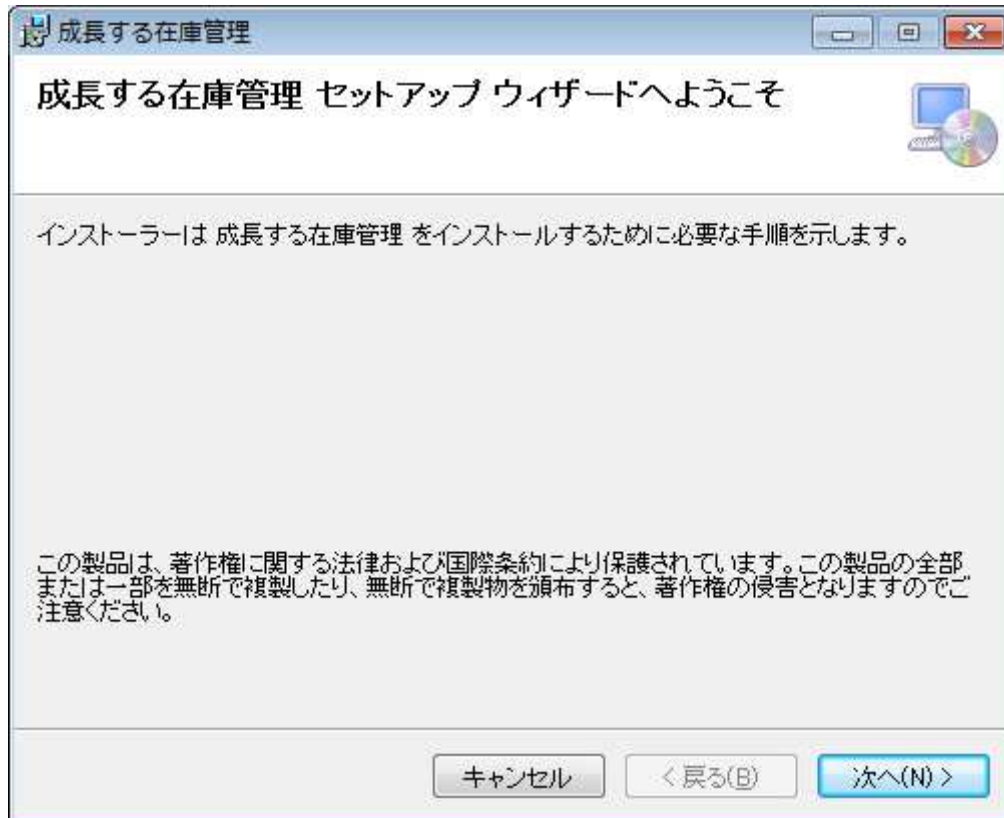 成長する在庫管理
成長する在庫管理 セットアップ ウィザードへようこそ
インストーラーは 成長する在庫管理 をインストールするために必要な手順を示します。
この製品は、著作権に関する法律および国際条約により保護されています。この製品の全部
または一部を無断で複製したり、無断で複製物を頒布すると、著作権の侵害となりますのでご
注意ください。
キャンセル
< 戻る(B)
次へ(N) >